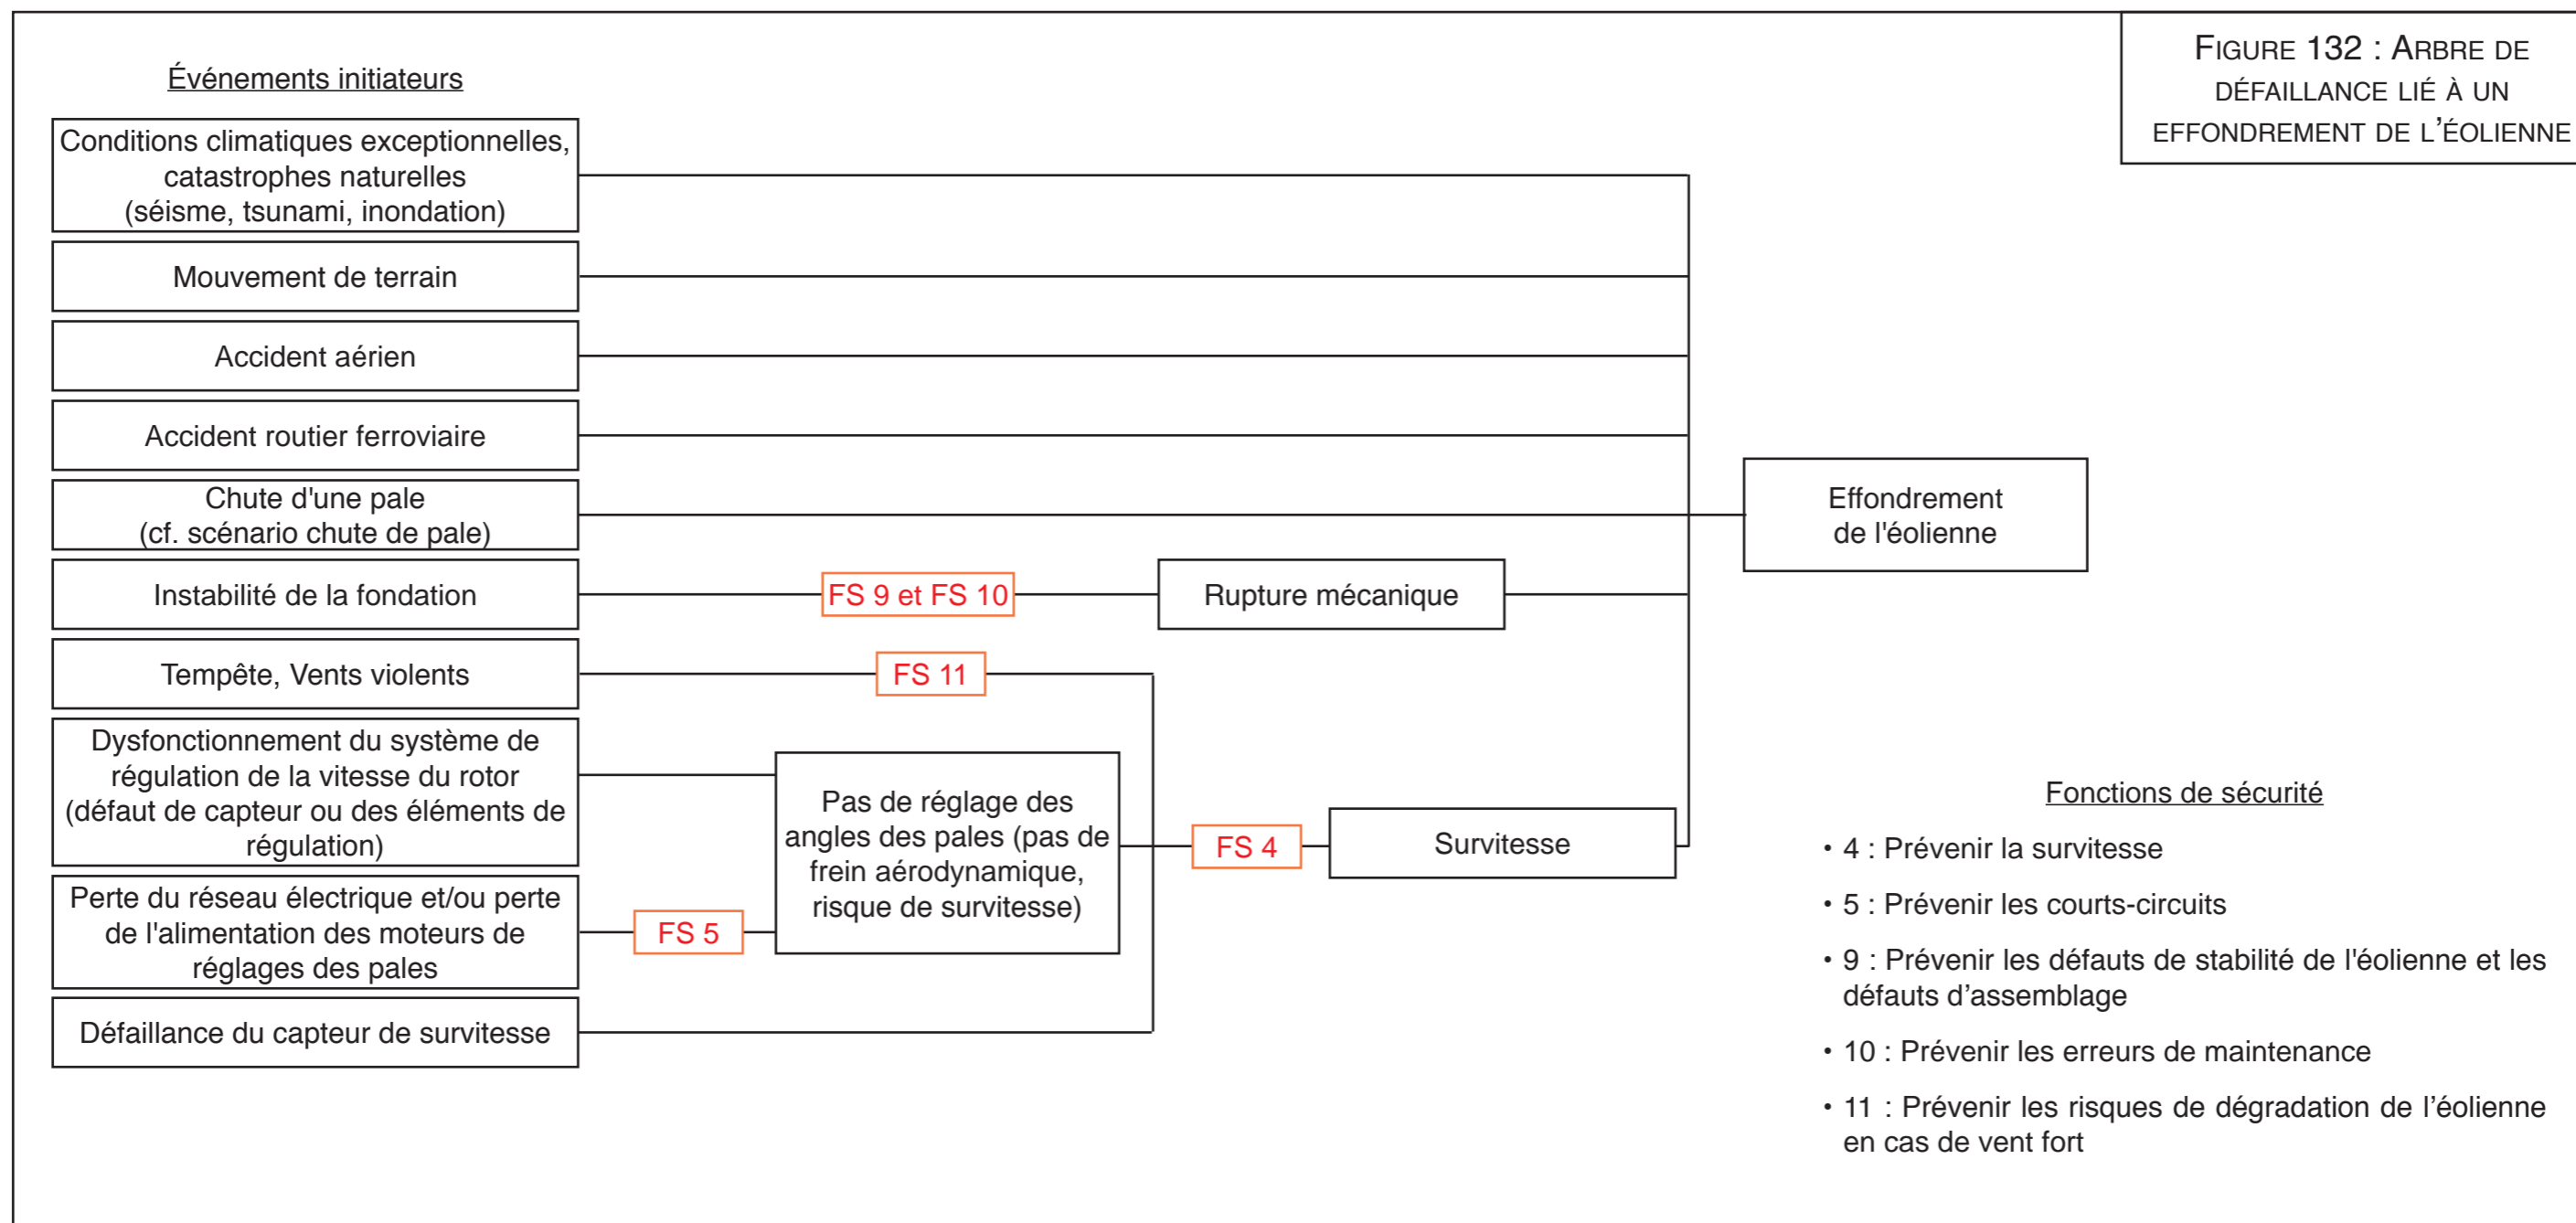 FIGURE 132 : ARBRE DE
DÉFAILLANCE LIÉ À UN
EFFONDREMENT DE L'ÉOLIENNE
Événements initiateurs
Conditions climatiques exceptionnelles,
catastrophes naturelles
(séisme, tsunami, inondation)
Mouvement de terrain
Accident aérien
Accident routier ferroviaire
Chute d'une pale
(cf. scénario chute de pale)
Effondrement
de l'éolienne
Instabilité de la fondation
FS 9 et FS 10
Rupture mécanique
Tempête, Vents violents
FS 11
Dysfonctionnement du système de
régulation de la vitesse du rotor
(défaut de capteur ou des éléments de
régulation)
Pas de réglage des
angles des pales (pas de
frein aérodynamique,
risque de survitesse)
FS 4
Survitesse
Perte du réseau électrique et/ou perte
de l'alimentation des moteurs de
réglages des pales
FS 5
Défaillance du capteur de survitesse
Fonctions de sécurité
• 4 : Prévenir la survitesse
• 5 : Prévenir les courts-circuits
• 9 : Prévenir les défauts de stabilité de l'éolienne et les
défauts d’assemblage
• 10 : Prévenir les erreurs de maintenance
• 11 : Prévenir les risques de dégradation de l’éolienne
en cas de vent fort